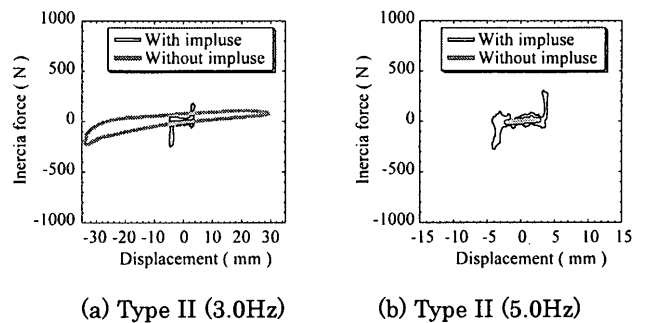 1000
500
0
-500
-1000
Inercia force ( N )
With impluse
Without impluse
-30 -20 -10 0 10 20 30
Displacement ( mm )
(a) Type II (3.0Hz)
1000
500
0
-500
-1000
Inercia force ( N )
With impluse
Without impluse
-15 -10 -5 0 5 10 15
Displacement ( mm )
(b) Type II (5.0Hz)